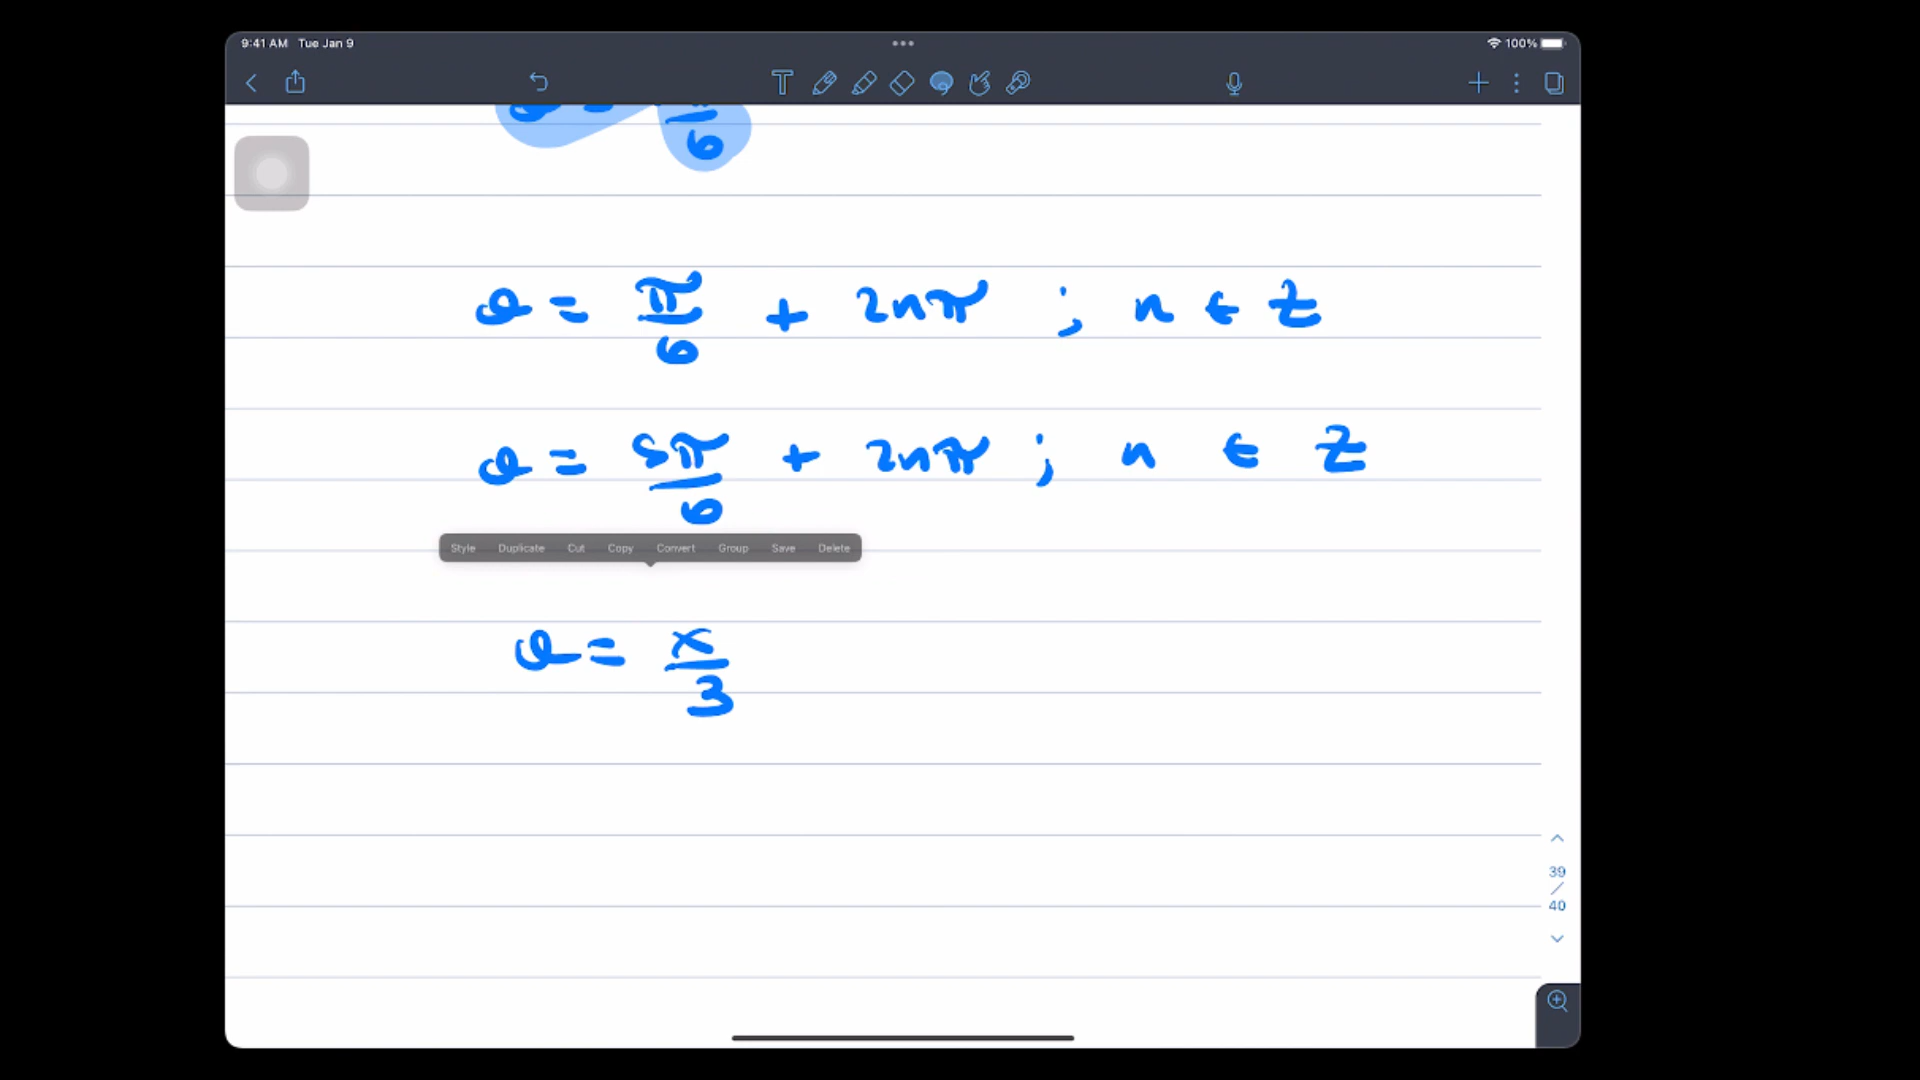 9:41 AM Tue Jan 9
100%
6
θ = π/6 + 2nπ ; n ∈ Z
θ = 5π/6 + 2nπ ; n ∈ Z
Style Duplicate Cut Copy Convert Group Save Delete
θ = x/3
39
/
40